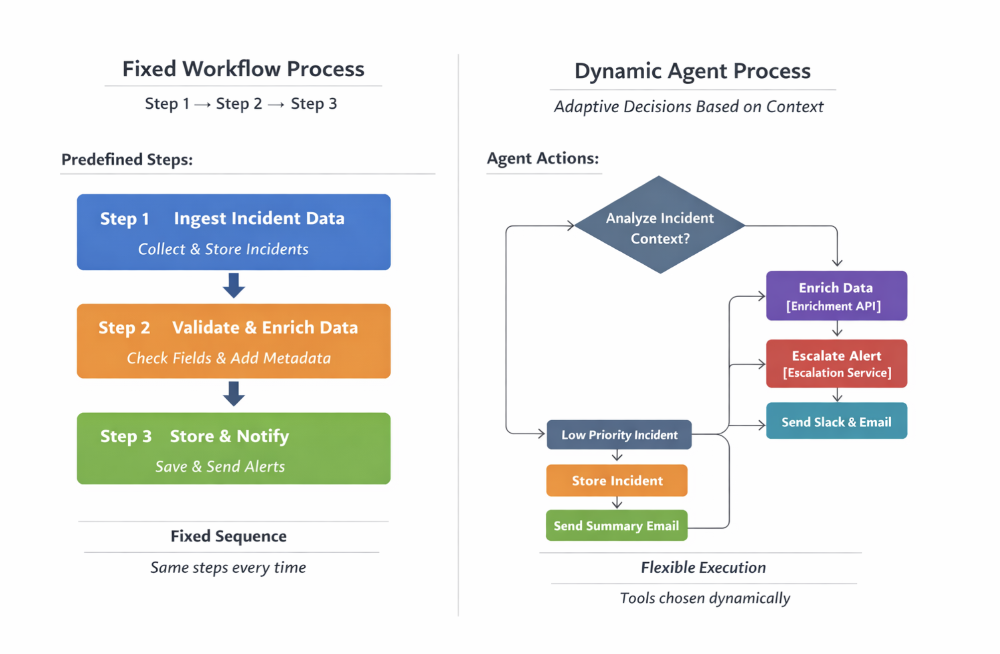 Fixed Workflow Process
Step 1 → Step 2 → Step 3
Predefined Steps:
Step 1 Ingest Incident Data
Collect & Store Incidents
Step 2 Validate & Enrich Data
Check Fields & Add Metadata
Step 3 Store & Notify
Save & Send Alerts
Fixed Sequence
Same steps every time
Dynamic Agent Process
Adaptive Decisions Based on Context
Agent Actions:
Analyze Incident
Context?
Enrich Data
[Enrichment API]
Escalate Alert
[Escalation Service]
Send Slack & Email
Low Priority Incident
Store Incident
Send Summary Email
Flexible Execution
Tools chosen dynamically